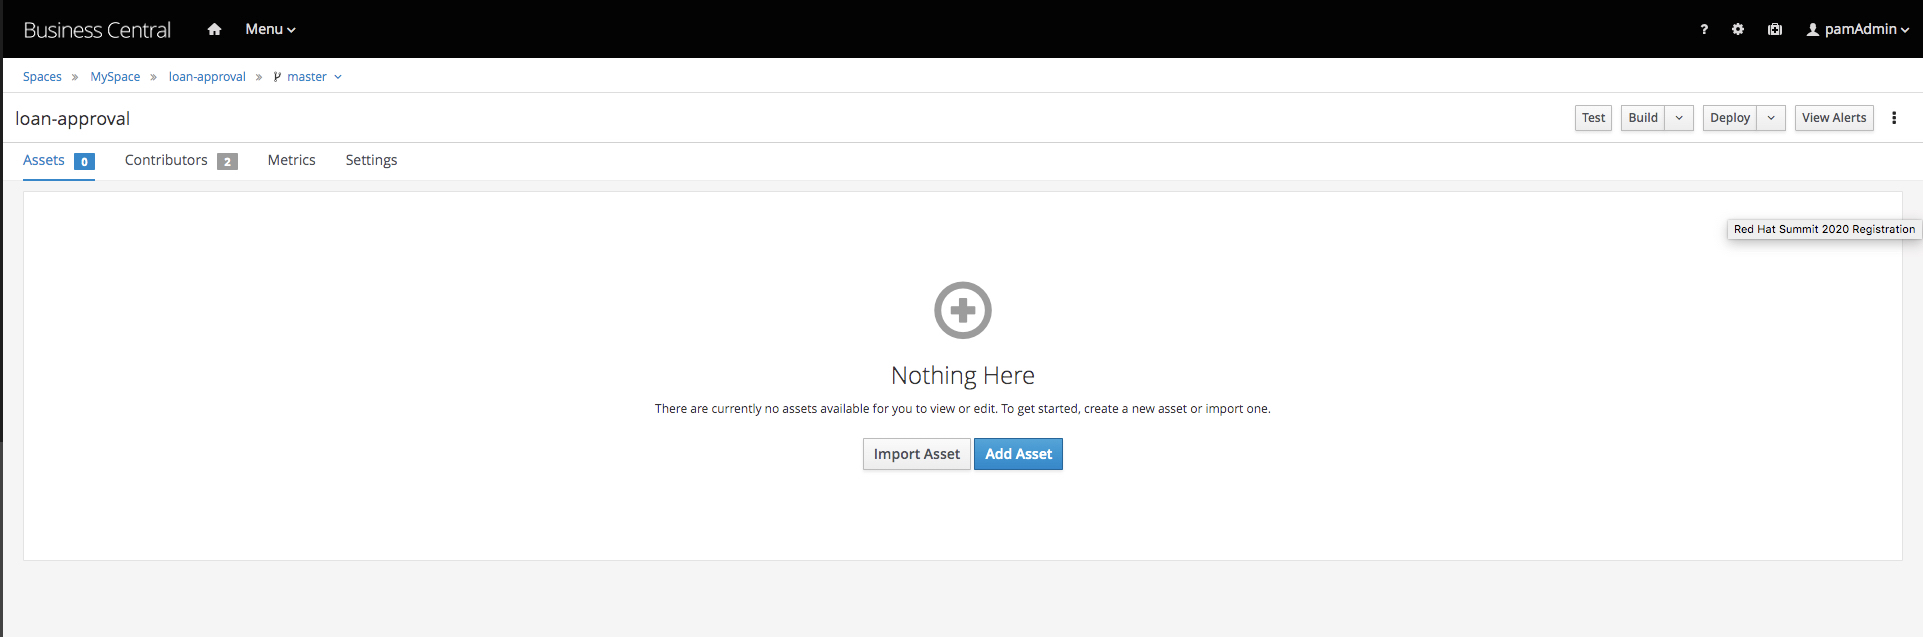 Business Central Menu ? pamAdmin
Spaces » MySpace » loan-approval » master
loan-approval Test Build Deploy View Alerts
Assets 0 Contributors 2 Metrics Settings
Red Hat Summit 2020 Registration
Nothing Here
There are currently no assets available for you to view or edit. To get started, create a new asset or import one.
Import Asset Add Asset